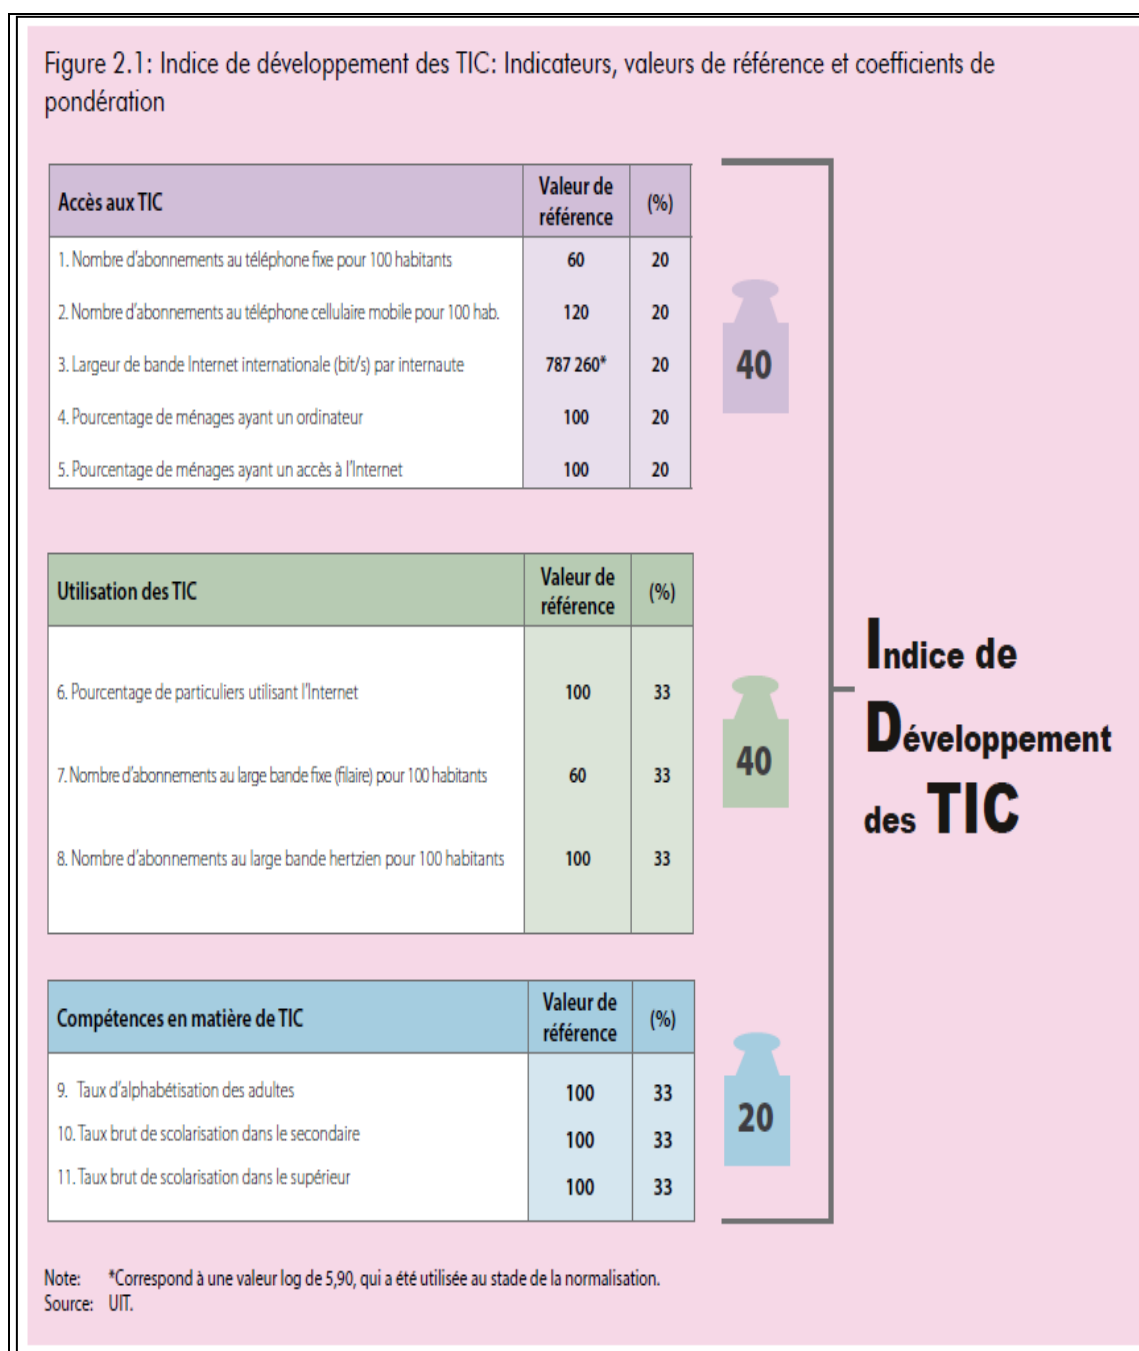 Figure 2.1: Indice de développement des TIC: Indicateurs, valeurs de référence et coefficients de
pondération
Accès aux TIC Valeur de référence (%)
1. Nombre d'abonnements au téléphone fixe pour 100 habitants 60 20
2. Nombre d'abonnements au téléphone cellulaire mobile pour 100 hab. 120 20
3. Largeur de bande Internet internationale (bit/s) par internaute 787 260* 20
4. Pourcentage de ménages ayant un ordinateur 100 20
5. Pourcentage de ménages ayant un accès à l'Internet 100 20
40
Utilisation des TIC Valeur de référence (%)
6. Pourcentage de particuliers utilisant l'Internet 100 33
7. Nombre d'abonnements au large bande fixe (filaire) pour 100 habitants 60 33
8. Nombre d'abonnements au large bande hertzien pour 100 habitants 100 33
40
Compétences en matière de TIC Valeur de référence (%)
9. Taux d'alphabétisation des adultes 100 33
10. Taux brut de scolarisation dans le secondaire 100 33
11. Taux brut de scolarisation dans le supérieur 100 33
20
Indice de
Développement
des TIC
Note: *Correspond à une valeur log de 5,90, qui a été utilisée au stade de la normalisation.
Source: UIT.